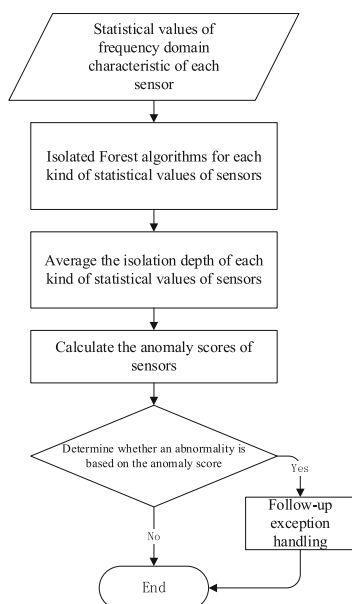 Statistical values of
frequency domain
characteristic of each
sensor
Isolated Forest algorithms for each
kind of statistical values of sensors
Average the isolation depth of each
kind of statistical values of sensors
Calculate the anomaly scores of
sensors
Determine whether an abnormality is
based on the anomaly score
Yes
Follow-up
exception
handling
No
End